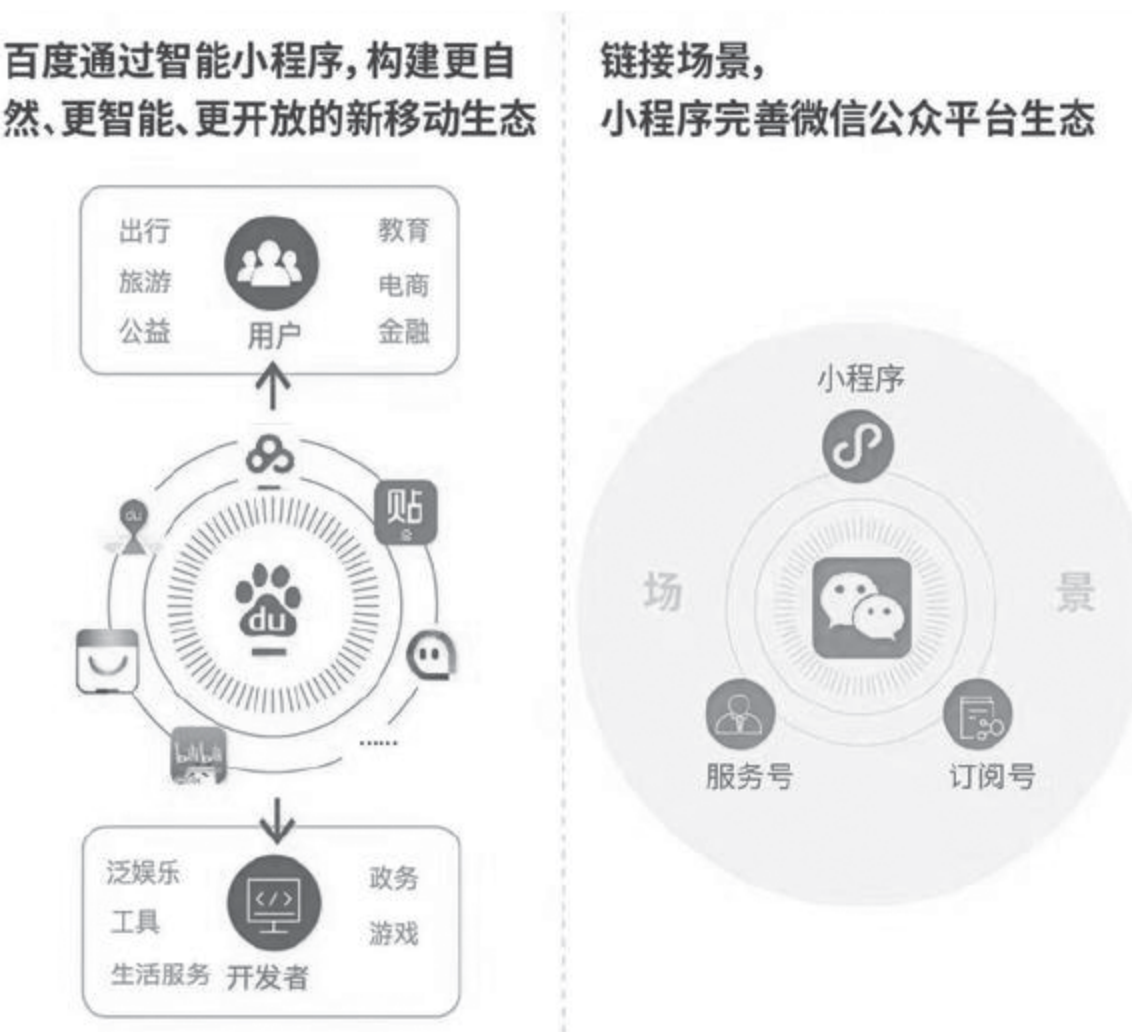 百度通过智能小程序，构建更自
然、更智能、更开放的新移动生态
出行
旅游
公益
用户
教育
电商
金融
du
贴
du
bilibili
......
泛娱乐
工具
生活服务
开发者
</>
政务
游戏
链接场景，
小程序完善微信公众平台生态
小程序
场
景
服务号
订阅号